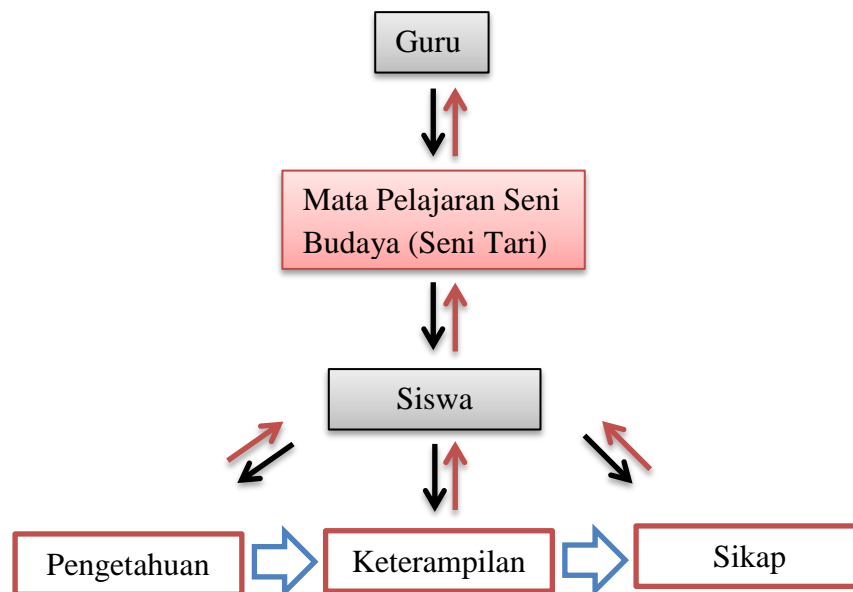 Guru
Mata Pelajaran Seni
Budaya (Seni Tari)
Siswa
Pengetahuan
Keterampilan
Sikap